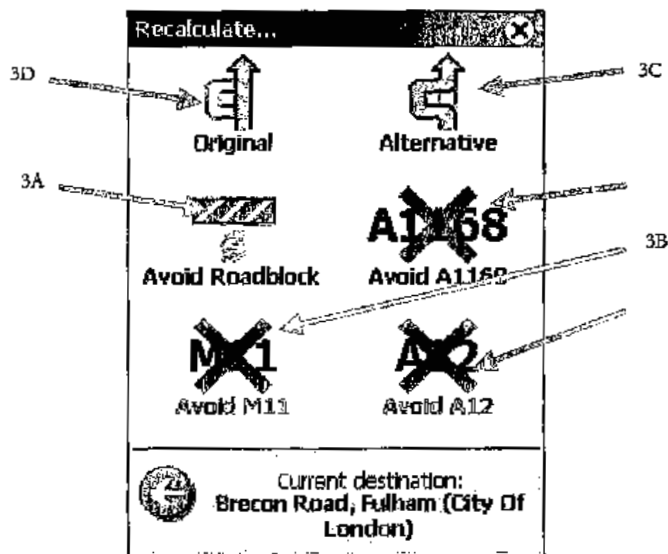 Recalculate...
3D
3C
Original
Alternative
3A
A1168
3B
Avoid Roadblock
Avoid A1168
M11
A12
Avoid M11
Avoid A12
Current destination:
Brecon Road, Fulham (City Of
London)